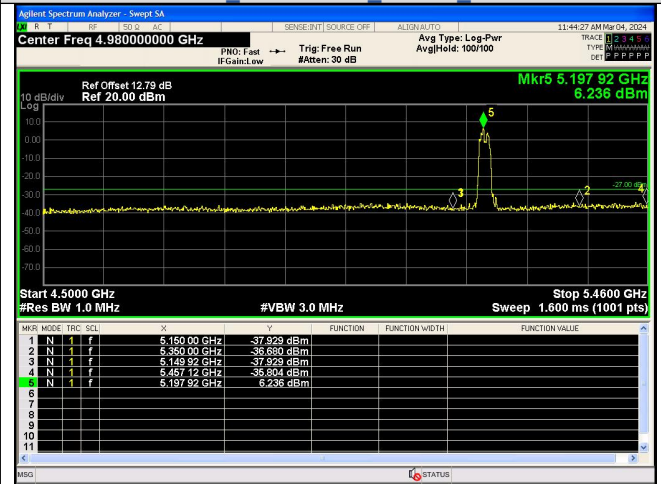 Agilent Spectrum Analyzer - Swept SA
R T RF 50 Ω AC SENSE:INT SOURCE OFF ALIGN AUTO 11:44:27 AM Mar 04, 2024
Center Freq 4.980000000 GHz Avg Type: Log-Pwr TRACE 1 2 3 4 5 6
PNO: Fast Trig: Free Run Avg|Hold: 100/100 TYPE M
IFGain:Low #Atten: 30 dB DET P P P P P P
Mkr5 5.197 92 GHz
Ref Offset 12.79 dB
10 dB/div Ref 20.00 dBm 6.236 dBm
Log
5
10.0
0.00
-10.0
-20.0
-27.00 dBm
-30.0
3 2 4
-40.0
-50.0
-60.0
-70.0
Start 4.5000 GHz Stop 5.4600 GHz
#Res BW 1.0 MHz #VBW 3.0 MHz Sweep 1.600 ms (1001 pts)
MKR MODE TRC SCL X Y FUNCTION FUNCTION WIDTH FUNCTION VALUE
1 N 1 f 5.150 00 GHz -37.929 dBm
2 N 1 f 5.350 00 GHz -36.680 dBm
3 N 1 f 5.149 92 GHz -37.929 dBm
4 N 1 f 5.457 12 GHz -35.804 dBm
5 N 1 f 5.197 92 GHz 6.236 dBm
6
7
8
9
10
11
MSG STATUS